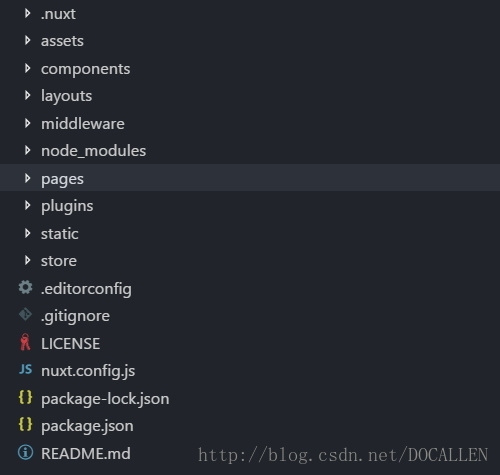 .nuxt
assets
components
layouts
middleware
node_modules
pages
plugins
static
store
.editorconfig
.gitignore
LICENSE
JS nuxt.config.js
{} package-lock.json
{} package.json
README.md
http://blog.csdn.net/DOCALLEN